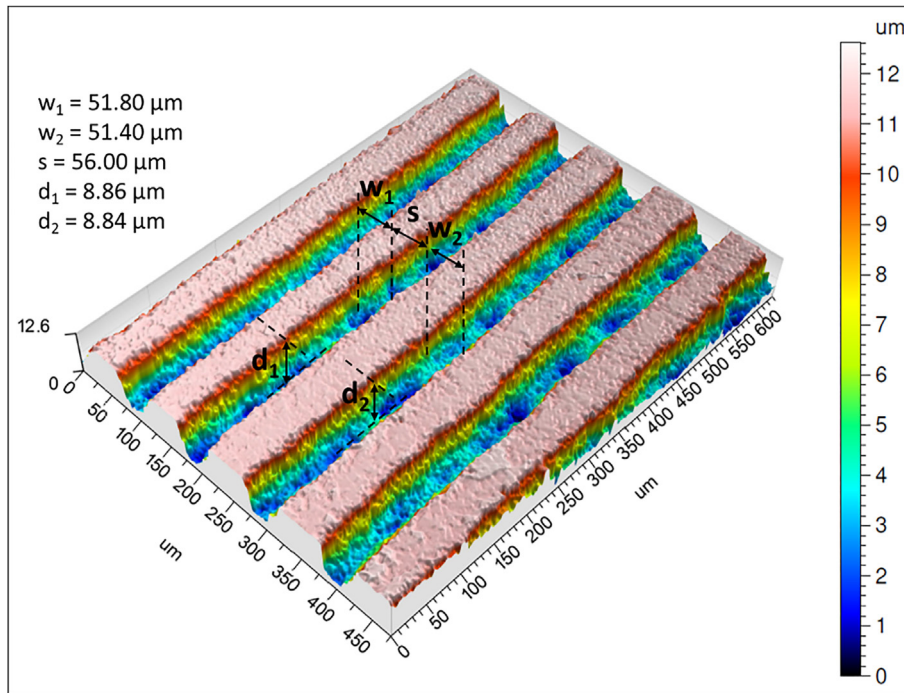 um
w₁ = 51.80 µm
w₂ = 51.40 µm
s = 56.00 µm
d₁ = 8.86 µm
d₂ = 8.84 µm
12
11
10
9
8
7
6
5
4
3
2
1
0
w₁
s
w₂
d₁
d₂
12.6
0
0
50
100
150
200
250
300
350
400
450
um
0
50
100
150
200
250
300
350
400
450
500
550
600
um